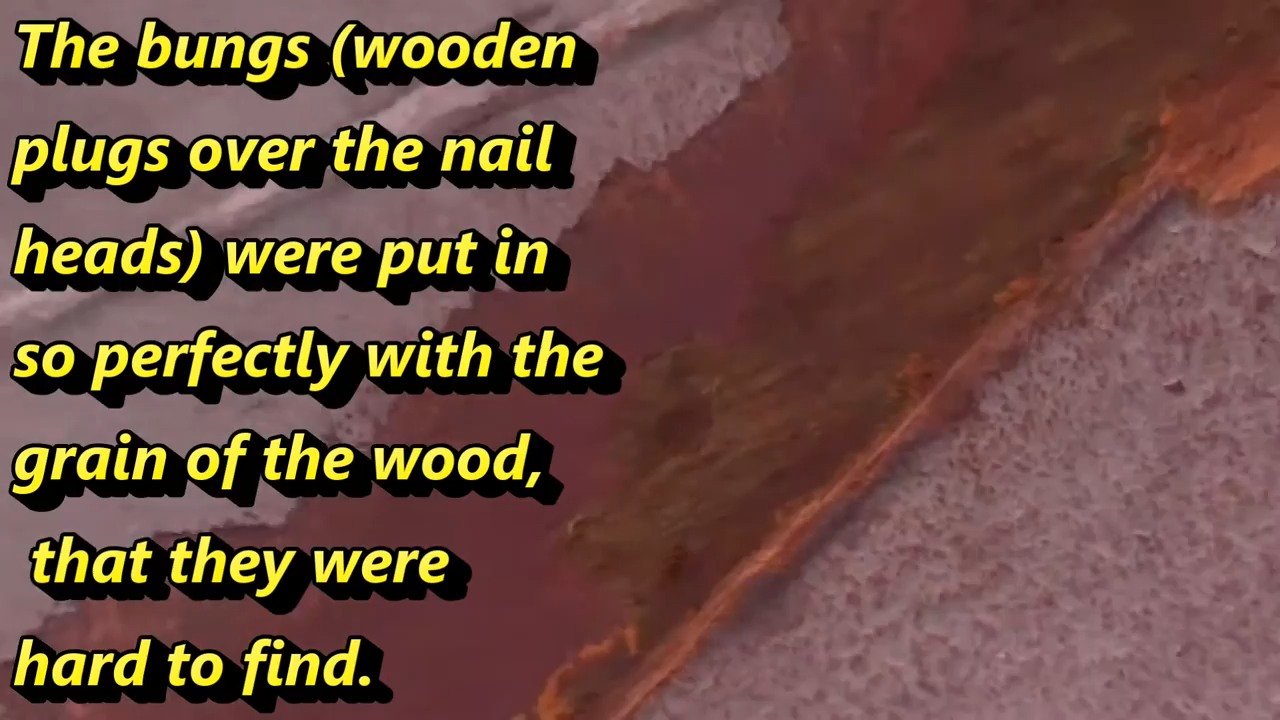 The bungs (wooden
plugs over the nail
heads) were put in
so perfectly with the
grain of the wood,
that they were
hard to find.